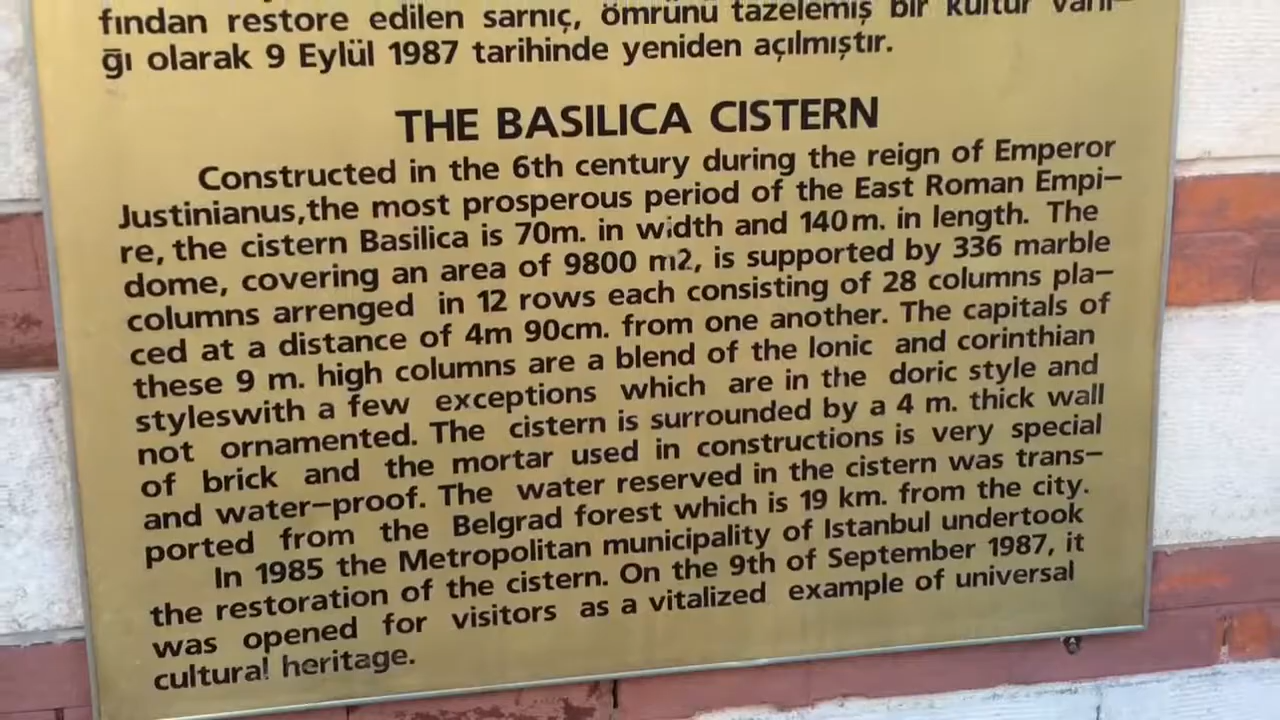 fından restore edilen sarnıç, ömrünü tazelemiş bir kültür varlı–
ğı olarak 9 Eylül 1987 tarihinde yeniden açılmıştır.
THE BASILICA CISTERN
Constructed in the 6th century during the reign of Emperor
Justinianus,the most prosperous period of the East Roman Empi–
re, the cistern Basilica is 70m. in width and 140m. in length. The
dome, covering an area of 9800 m2, is supported by 336 marble
columns arrenged in 12 rows each consisting of 28 columns pla–
ced at a distance of 4m 90cm. from one another. The capitals of
these 9 m. high columns are a blend of the Ionic and corinthian
styleswith a few exceptions which are in the doric style and
not ornamented. The cistern is surrounded by a 4 m. thick wall
of brick and the mortar used in constructions is very special
and water–proof. The water reserved in the cistern was trans–
ported from the Belgrad forest which is 19 km. from the city.
In 1985 the Metropolitan municipality of Istanbul undertook
the restoration of the cistern. On the 9th of September 1987, it
was opened for visitors as a vitalized example of universal
cultural heritage.